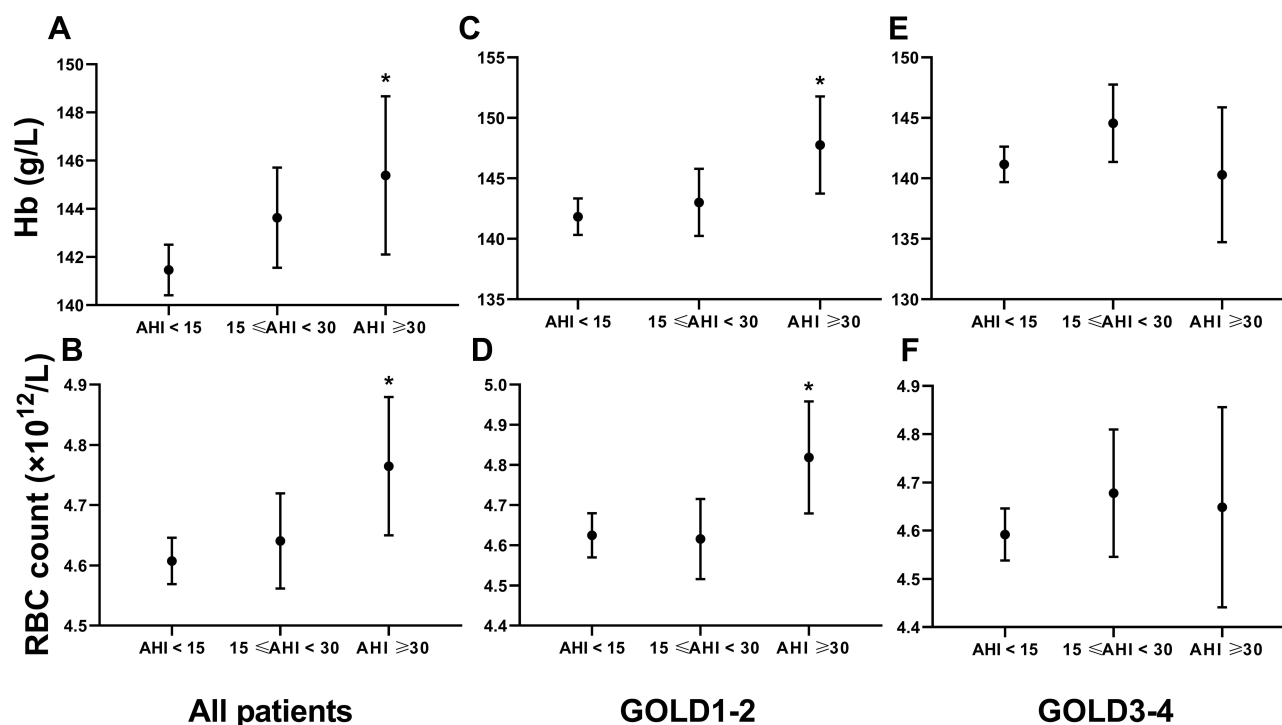 A
Hb (g/L)
150
148
146
144
142
140
*
AHI < 15
15 ≤AHI < 30
AHI ≥30
C
155
150
145
140
135
*
AHI < 15
15 ≤AHI < 30
AHI ≥30
E
150
145
140
135
130
AHI < 15
15 ≤AHI < 30
AHI ≥30
B
RBC count (×10¹²/L)
4.9
4.8
4.7
4.6
4.5
*
AHI < 15
15 ≤AHI < 30
AHI ≥30
All patients
D
5.0
4.9
4.8
4.7
4.6
4.5
4.4
*
AHI < 15
15 ≤AHI < 30
AHI ≥30
GOLD1-2
F
4.9
4.8
4.7
4.6
4.5
4.4
AHI < 15
15 ≤AHI < 30
AHI ≥30
GOLD3-4